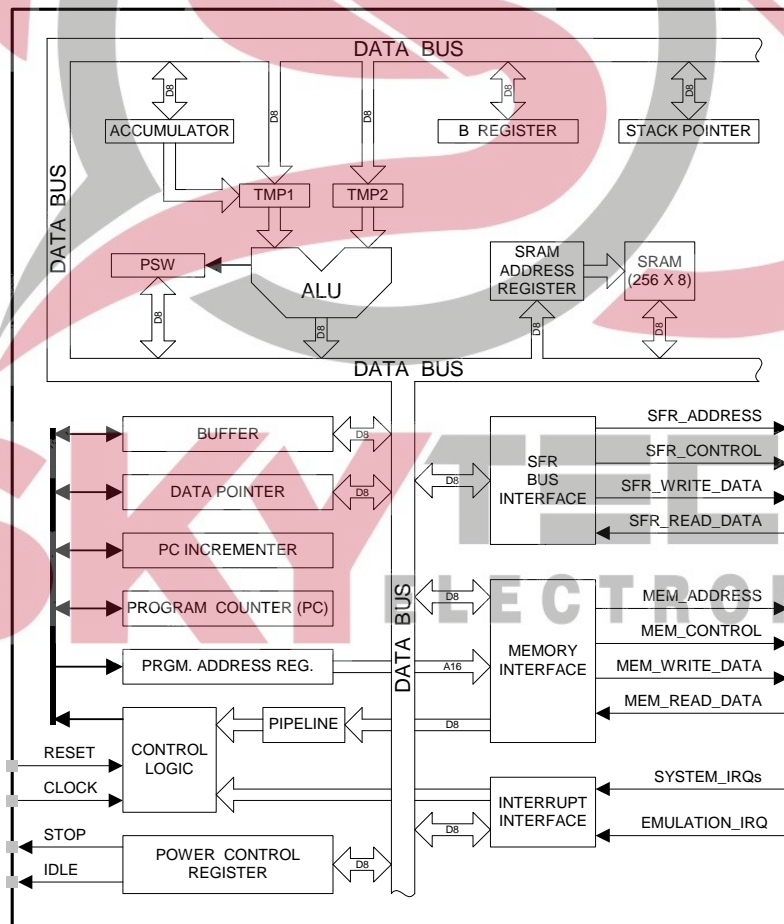 DATA BUS
D8 D8 D8 D8 D8
ACCUMULATOR
B REGISTER
STACK POINTER
DATA BUS
TMP1
TMP2
PSW
ALU
SRAM
ADDRESS
REGISTER
SRAM
(256 X 8)
D8 D8 D8 D8
DATA BUS
BUFFER
D8
DATA POINTER
D8
PC INCREMENTER
PROGRAM COUNTER (PC)
PRGM. ADDRESS REG.
A16
PIPELINE
D8
CONTROL
LOGIC
RESET
CLOCK
STOP
IDLE
POWER CONTROL
REGISTER
D8
DATA BUS
D8
SFR
BUS
INTERFACE
SFR_ADDRESS
SFR_CONTROL
SFR_WRITE_DATA
SFR_READ_DATA
D8
MEMORY
INTERFACE
MEM_ADDRESS
MEM_CONTROL
MEM_WRITE_DATA
MEM_READ_DATA
INTERRUPT
INTERFACE
D8
SYSTEM_IRQs
EMULATION_IRQ
SKYTEC
ELECTRO